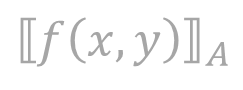 ⟦f(x, y)⟧_A